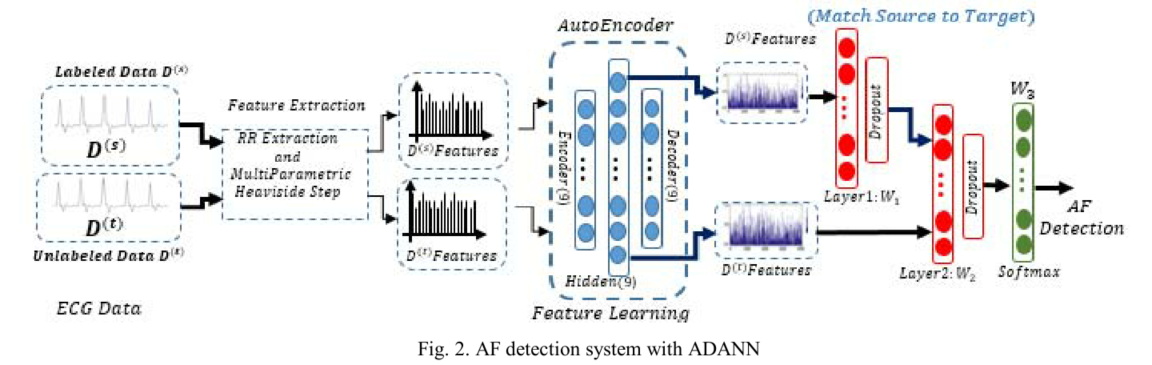 (Match Source to Target)
AutoEncoder
D(s)Features
Labeled Data D(s)
W3
Feature Extraction
Dropout
D(s)
RR Extraction
and
MultiParametric
Heaviside Step
D(s)Features
Encoder(9)
Decoder(9)
Dropout
Layer1:W1
AF
Detection
D(t)
D(t)Features
Unlabeled Data D(t)
D(t)Features
Layer2:W2
Softmax
Hidden(9)
ECG Data
Feature Learning
Fig. 2. AF detection system with ADANN